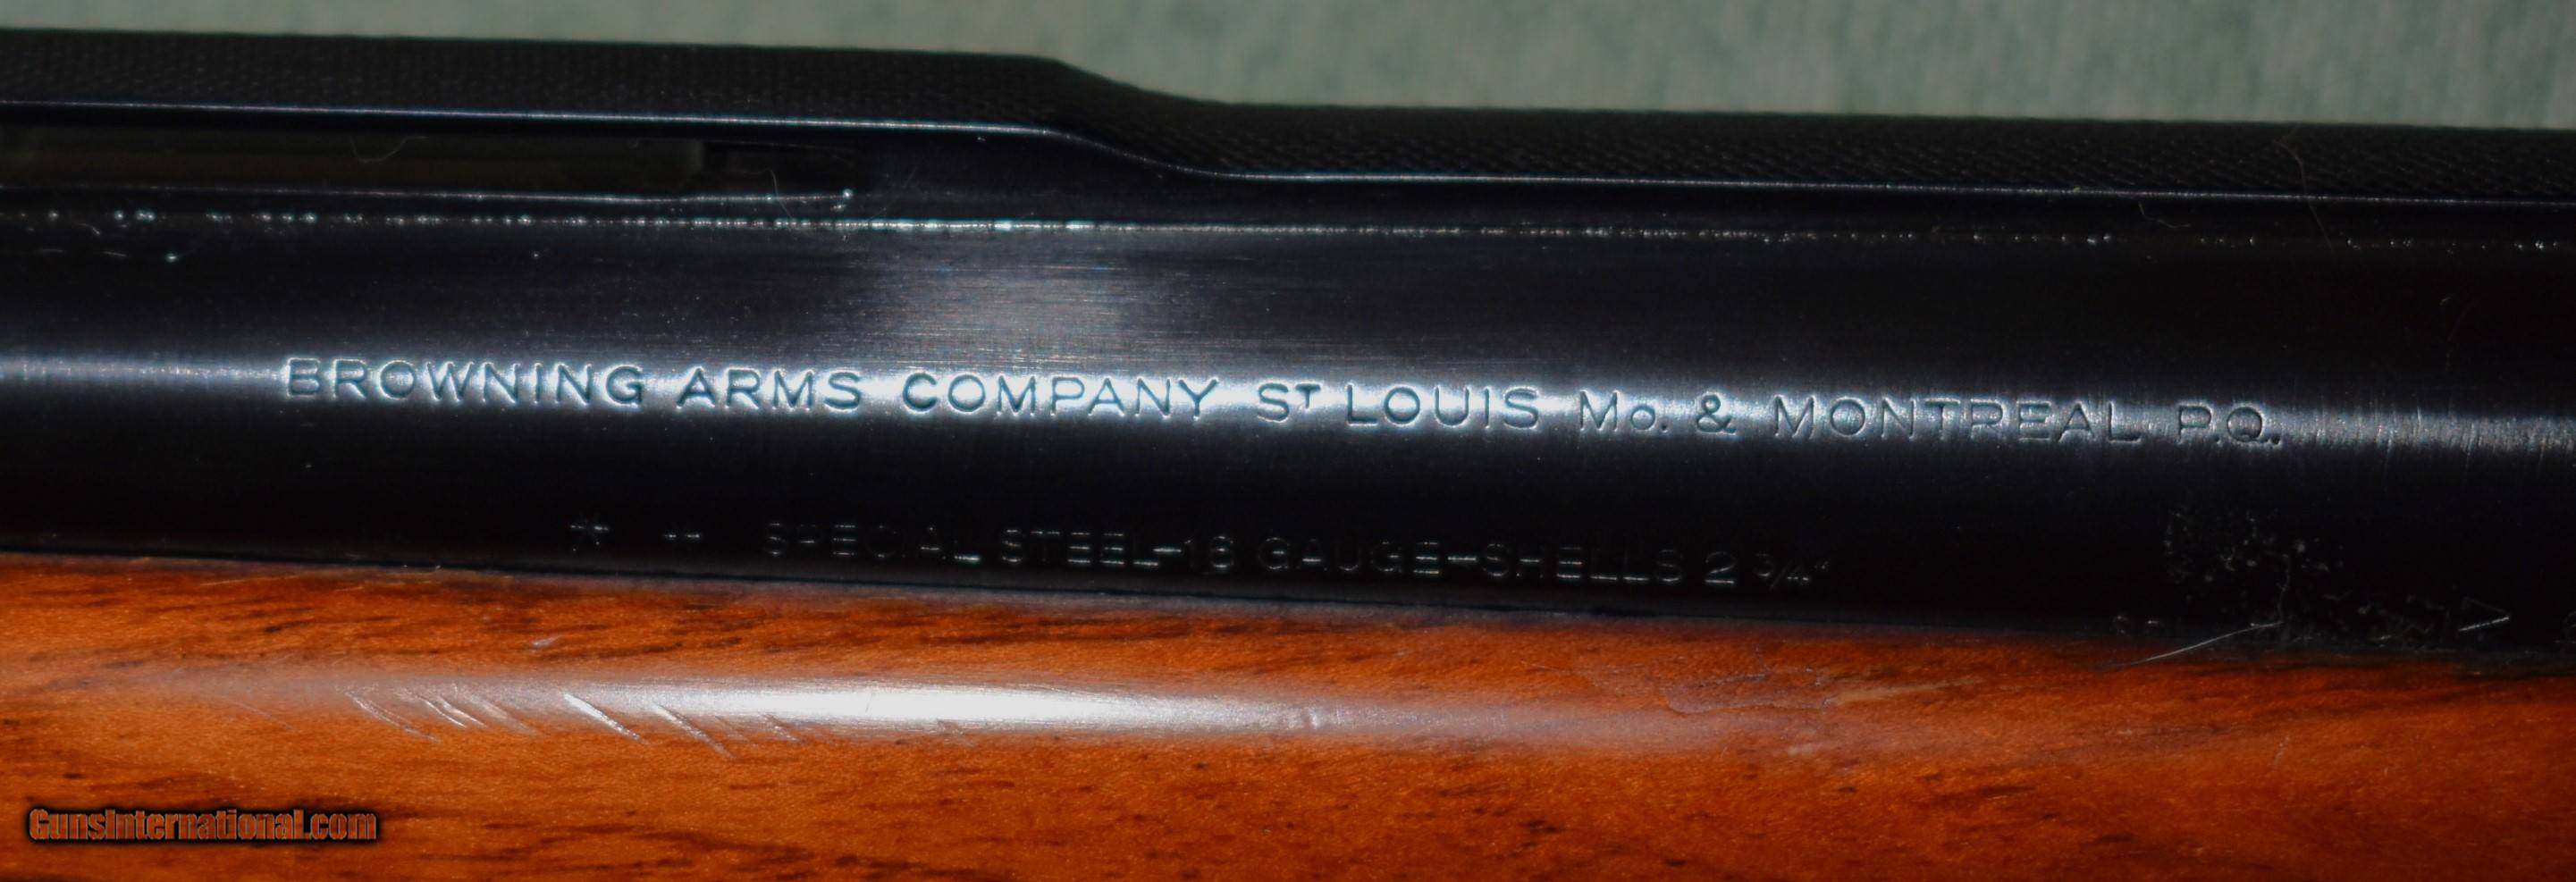 BROWNING ARMS COMPANY ST LOUIS Mo. & MONTREAL P.Q.
* -- SPECIAL STEEL-16 GAUGE-SHELLS 2 3/4"
GunsInternational.com